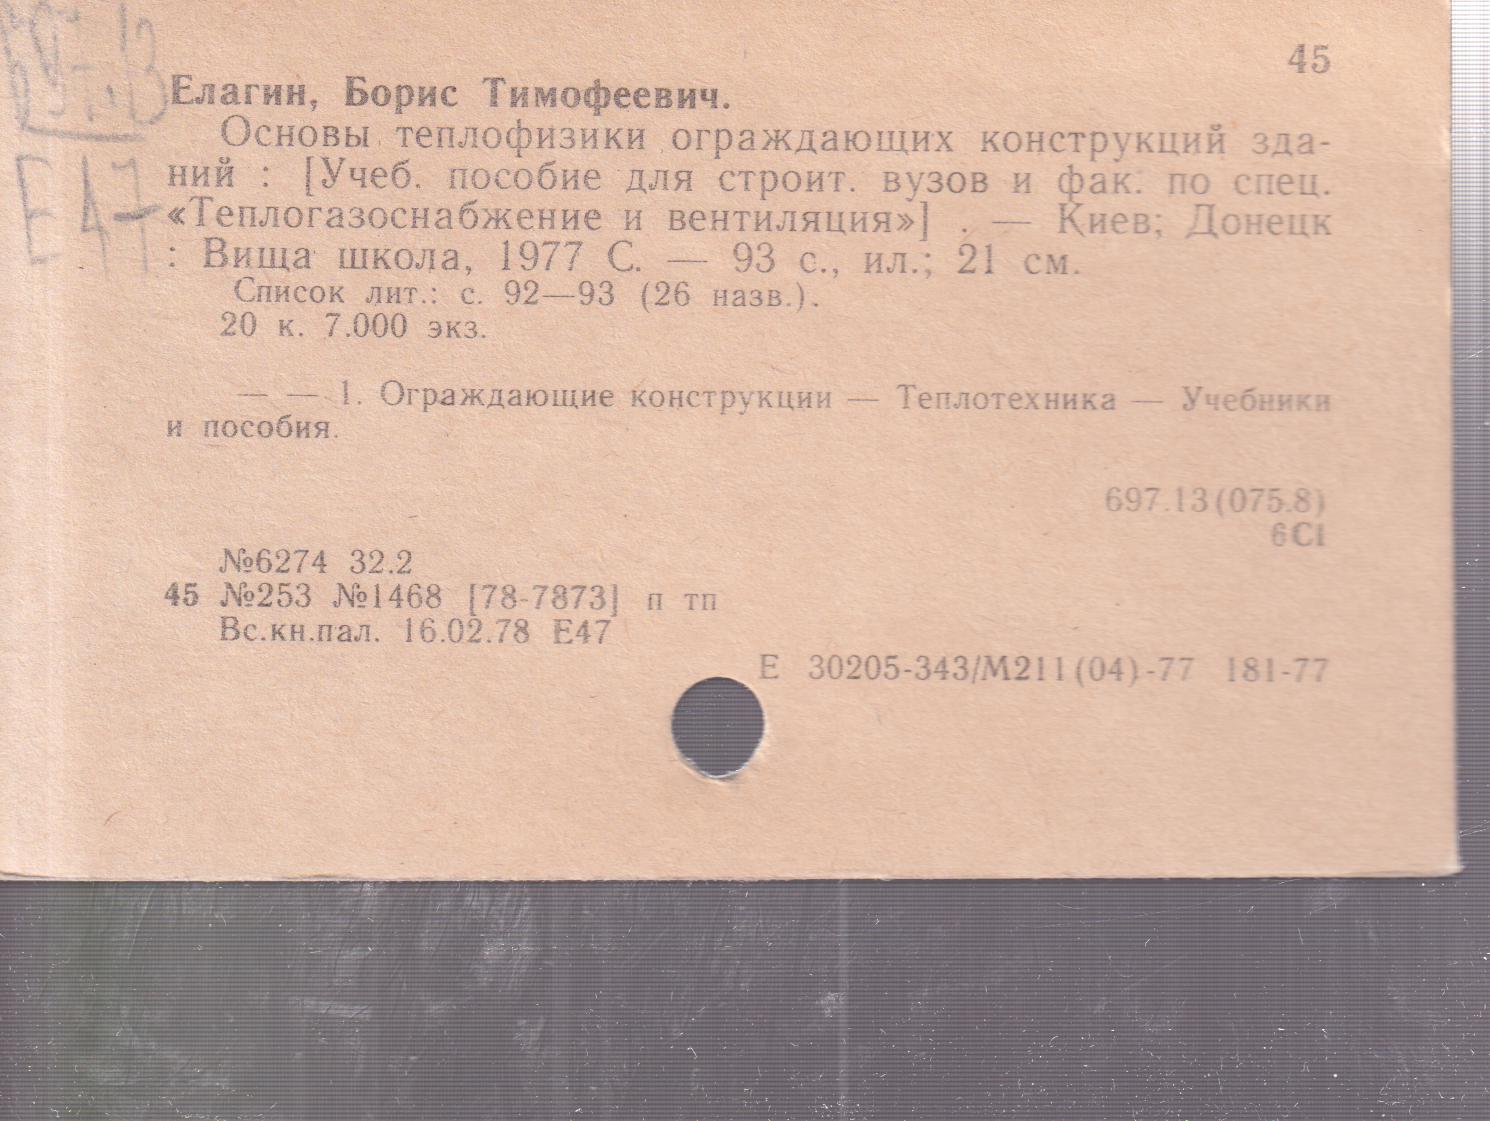 45
Елагин, Борис Тимофеевич.
Основы теплофизики ограждающих конструкций зда-
ний : [Учеб. пособие для строит. вузов и фак. по спец.
«Теплогазоснабжение и вентиляция»] . — Киев; Донецк
: Вища школа, 1977 С. — 93 с., ил.; 21 см.
Е 47
Список лит.: с. 92—93 (26 назв.).
20 к. 7.000 экз.
— — 1. Ограждающие конструкции — Теплотехника — Учебники
и пособия.
697.13(075.8)
6С1
№6274 32.2
45 №253 №1468 [78-7873] п тп
Вс.кн.пал. 16.02.78 Е47
Е 30205-343/М211(04)-77 181-77